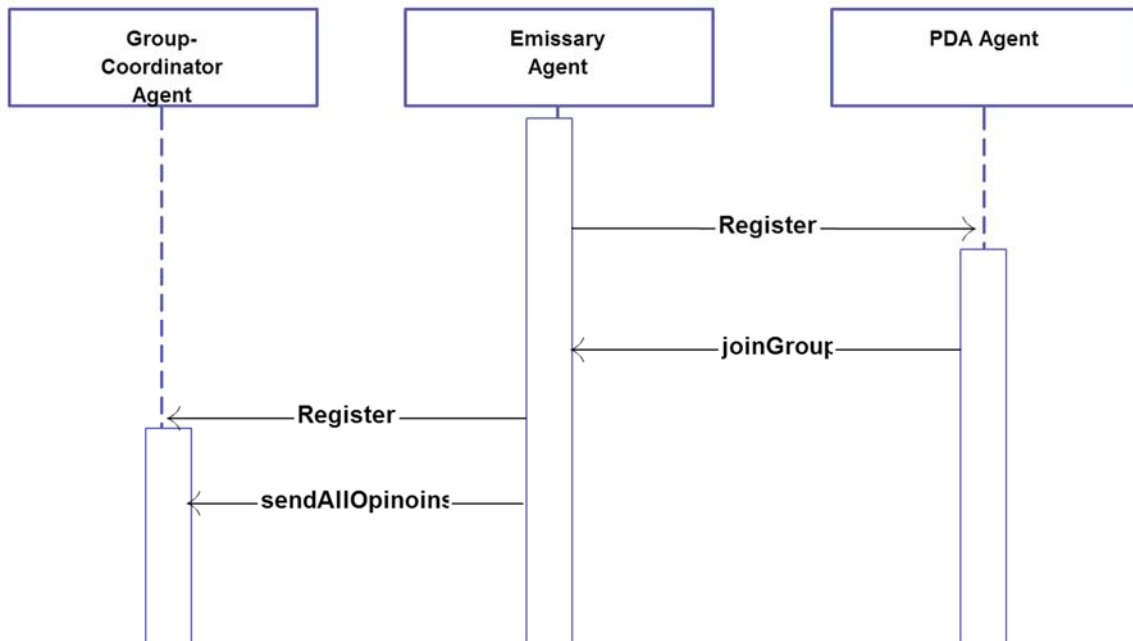 Group-
Coordinator
Agent
Emissary
Agent
PDA Agent
Register
joinGroup
Register
sendAllOpinoins